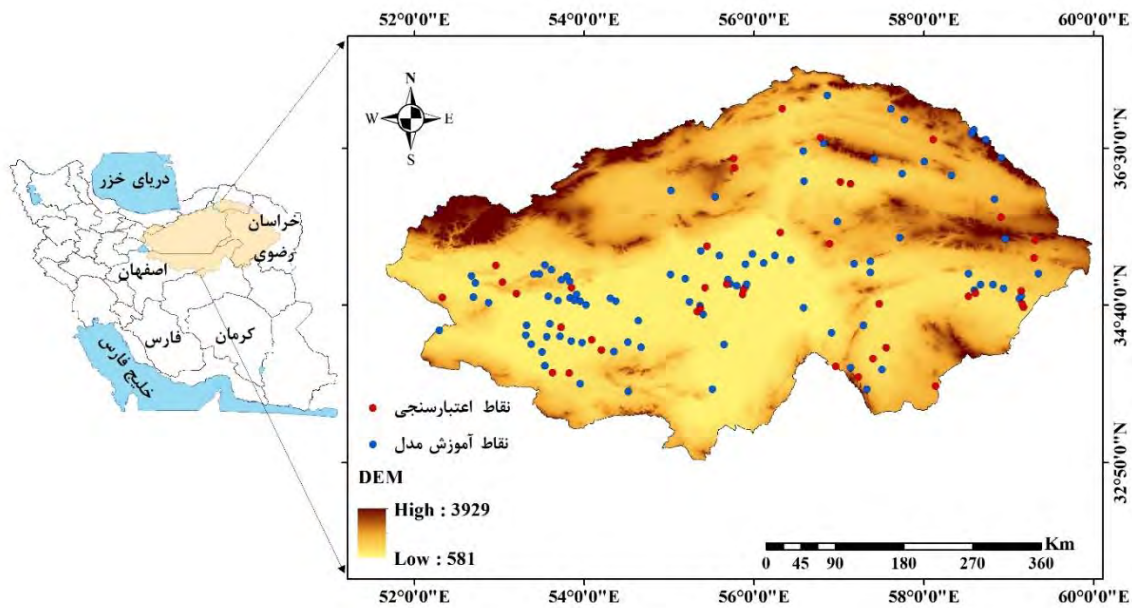 52°0'0"E 54°0'0"E 56°0'0"E 58°0'0"E 60°0'0"E
N
W E
S
36°30'0"N
34°40'0"N
32°50'0"N
دریای خزر
خراسان
رضوی
اصفهان
کرمان
فارس
خلیج فارس
نقاط اعتبارسنجی
نقاط آموزش مدل
DEM
High : 3929
Low : 581
Km
0 45 90 180 270 360
52°0'0"E 54°0'0"E 56°0'0"E 58°0'0"E 60°0'0"E